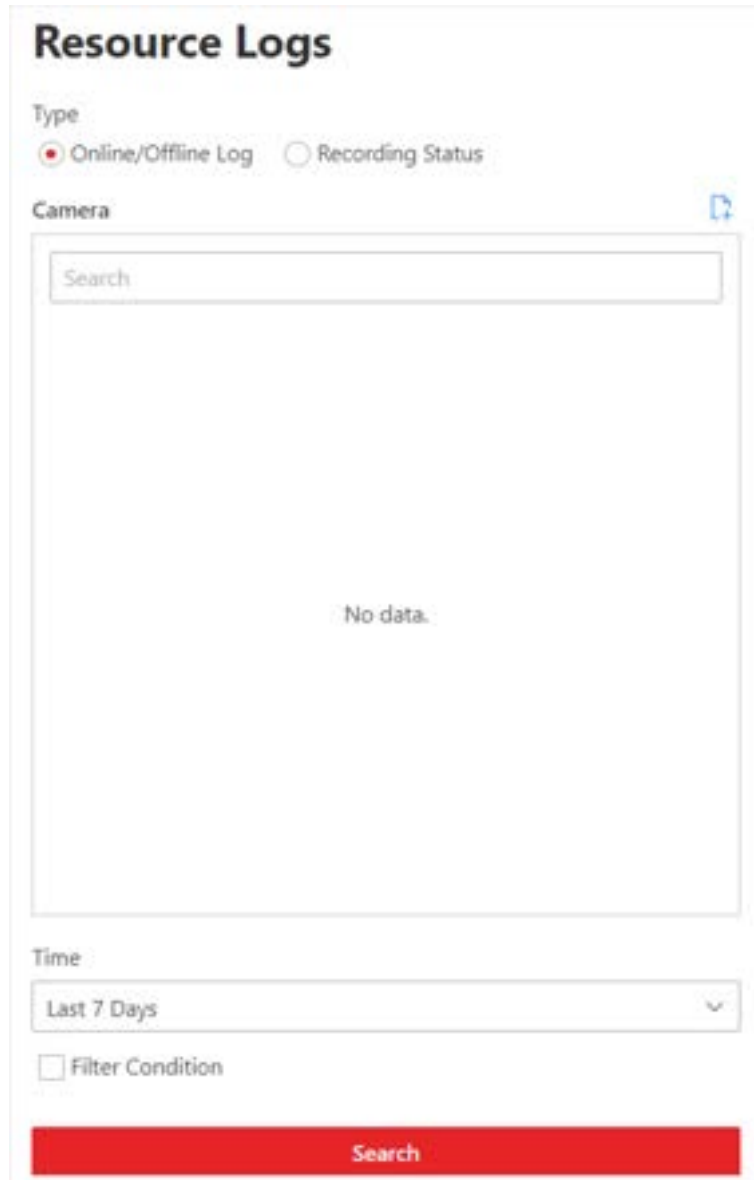 Resource Logs
Type
Online/Offline Log Recording Status
Camera
Search
No data.
Time
Last 7 Days
Filter Condition
Search